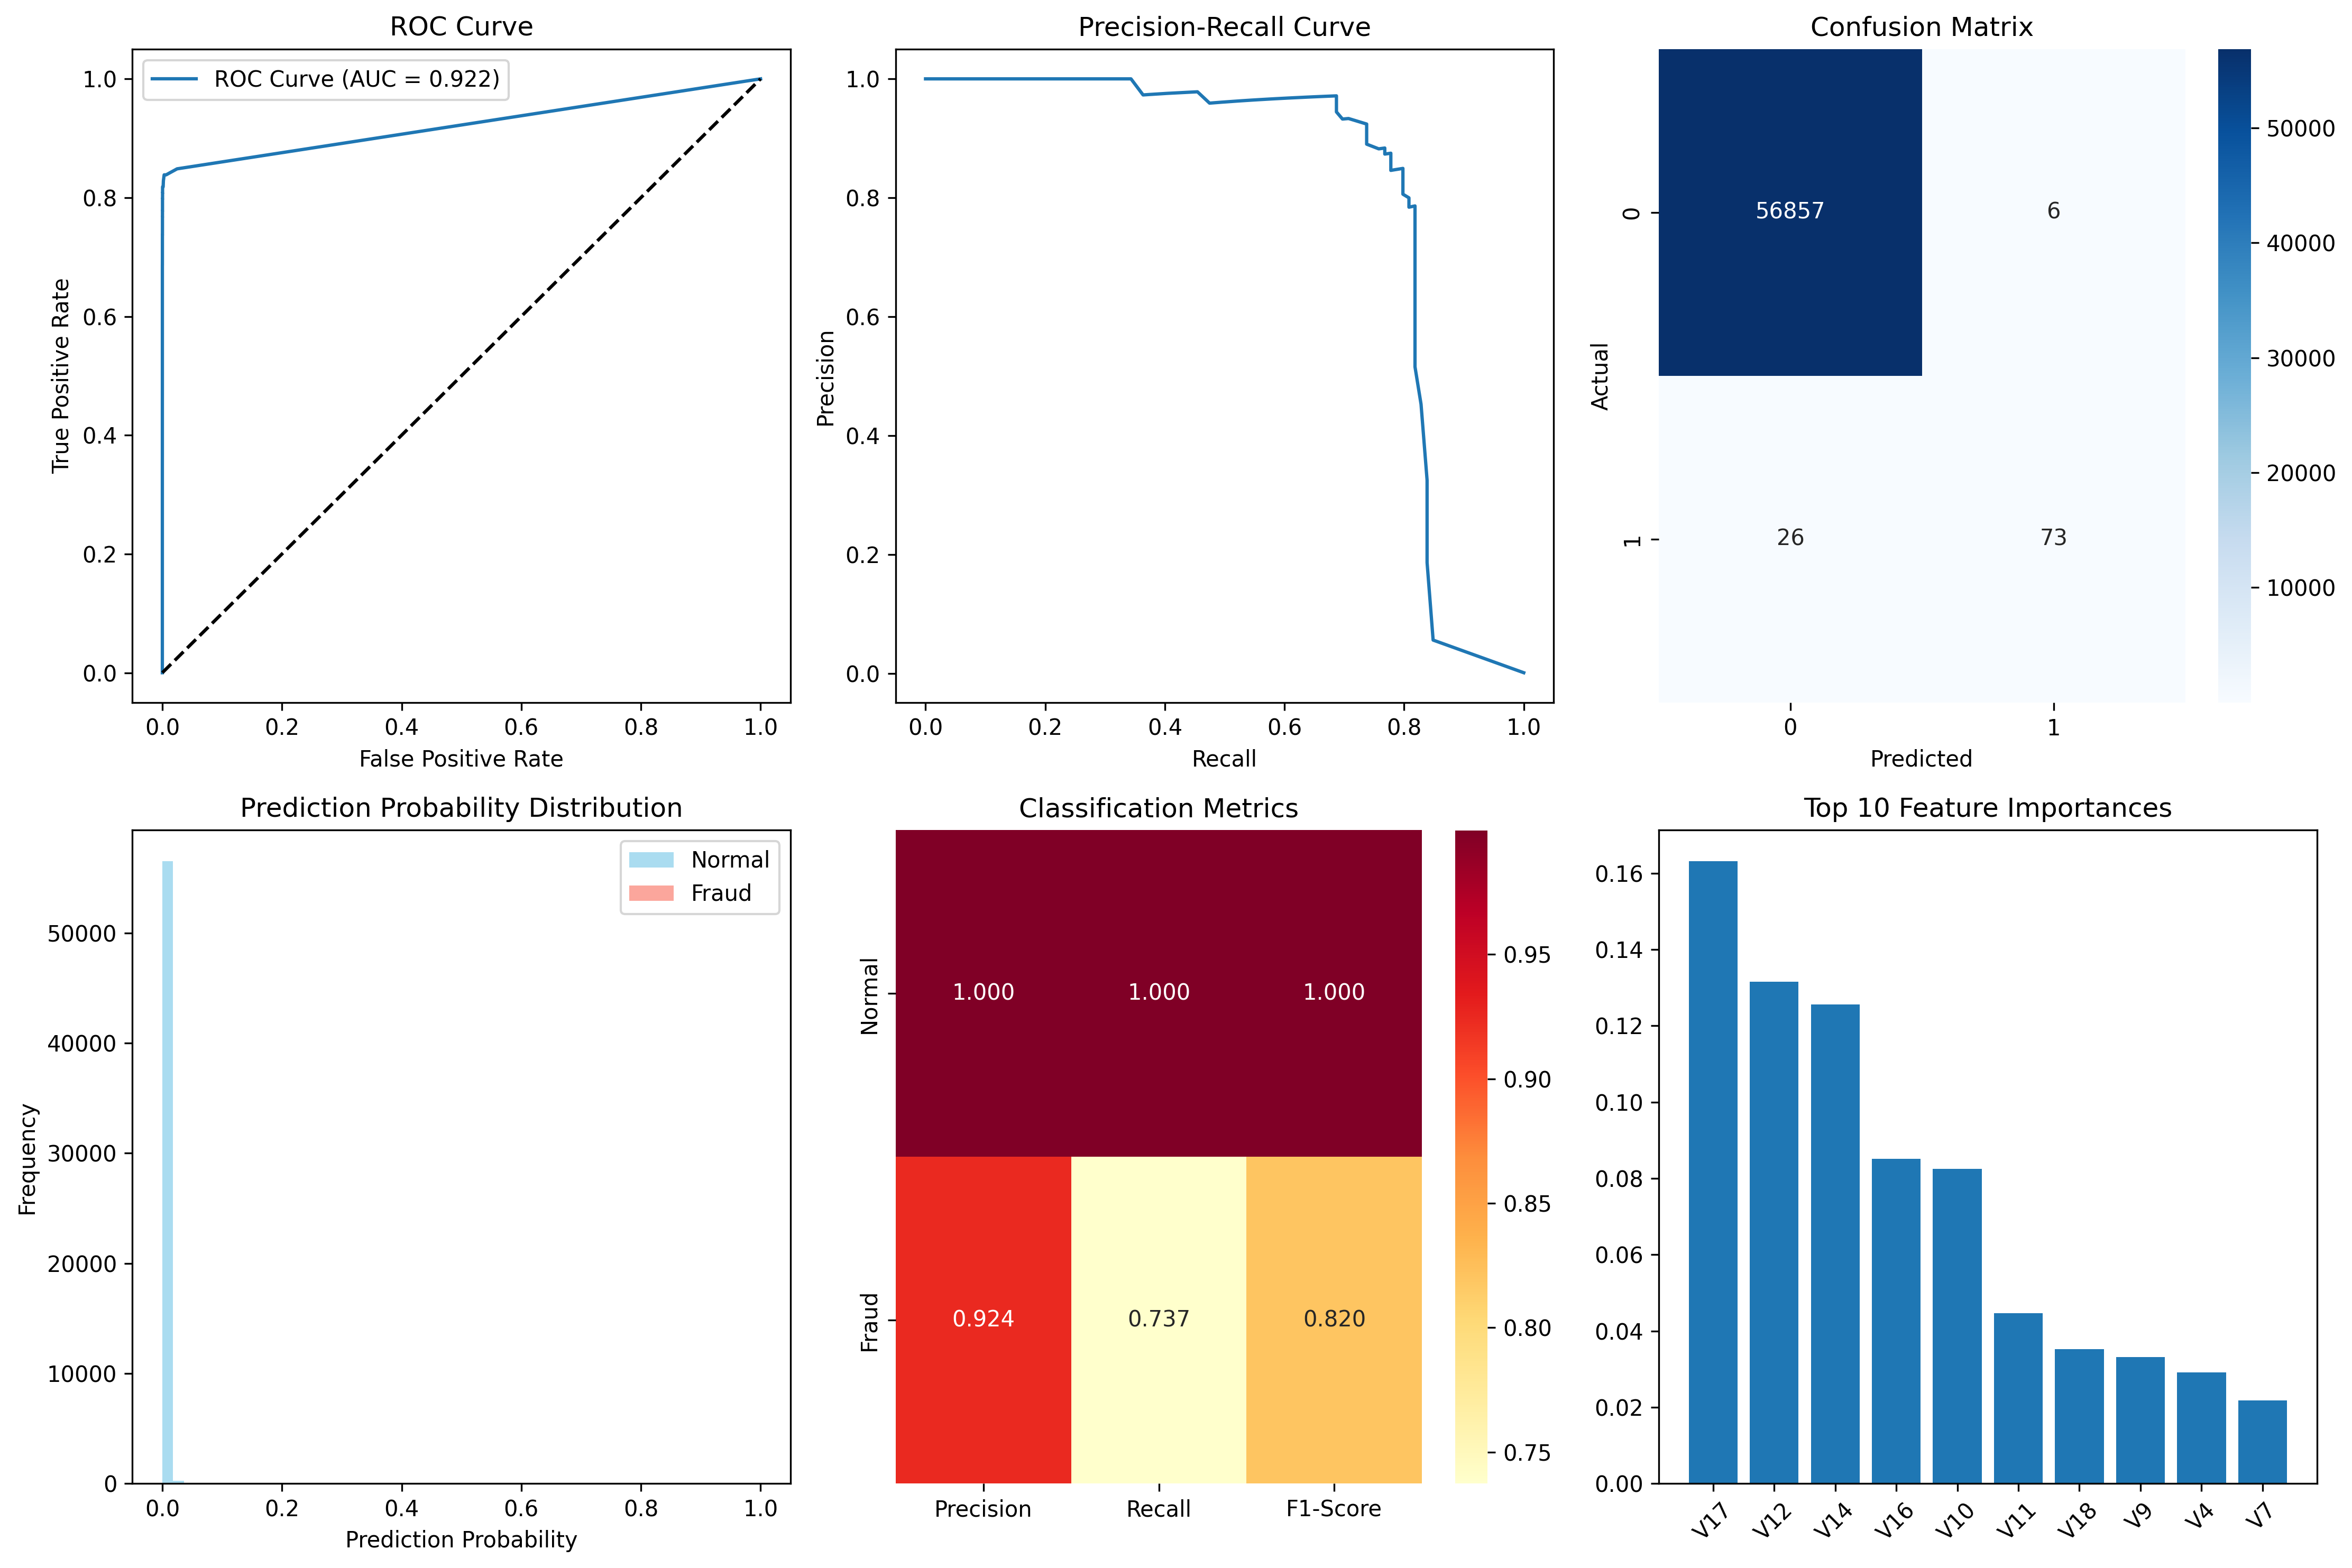 ROC Curve
ROC Curve (AUC = 0.922)
1.0
0.8
0.6
0.4
0.2
0.0
True Positive Rate
0.0 0.2 0.4 0.6 0.8 1.0
False Positive Rate
Precision-Recall Curve
1.0
0.8
0.6
0.4
0.2
0.0
Precision
0.0 0.2 0.4 0.6 0.8 1.0
Recall
Confusion Matrix
Actual
0
56857 6
1
26 73
0 1
Predicted
50000
40000
30000
20000
10000
Prediction Probability Distribution
Normal
Fraud
50000
40000
30000
20000
10000
0
Frequency
0.0 0.2 0.4 0.6 0.8 1.0
Prediction Probability
Classification Metrics
Normal
1.000 1.000 1.000
Fraud
0.924 0.737 0.820
Precision Recall F1-Score
0.95
0.90
0.85
0.80
0.75
Top 10 Feature Importances
0.16
0.14
0.12
0.10
0.08
0.06
0.04
0.02
0.00
V17 V12 V14 V16 V10 V11 V18 V9 V4 V7